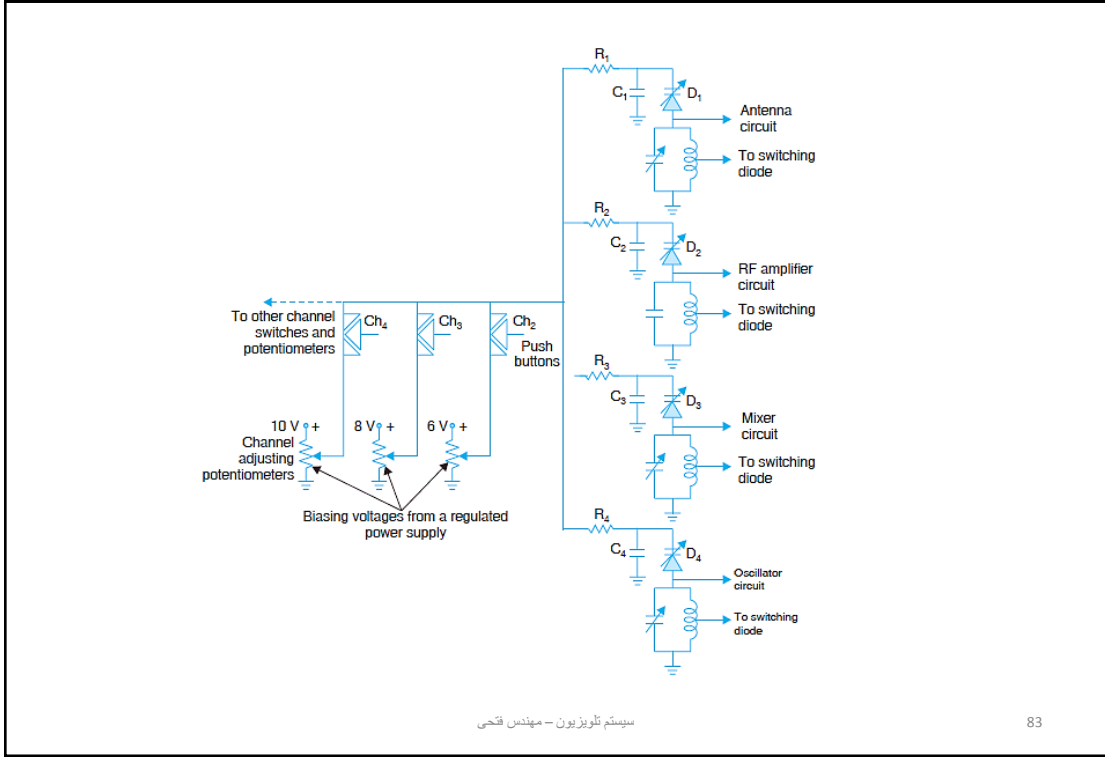 R₁
C₁
D₁
Antenna
circuit
To switching
diode
R₂
C₂
D₂
RF amplifier
circuit
To switching
diode
To other channel
switches and
potentiometers
Ch₄
Ch₃
Ch₂
Push
buttons
R₃
C₃
D₃
Mixer
circuit
To switching
diode
10 V +
8 V +
6 V +
Channel
adjusting
potentiometers
Biasing voltages from a regulated
power supply
R₄
C₄
D₄
Oscillator
circuit
To switching
diode
سیستم تلویزیون – مهندس فتحی
83